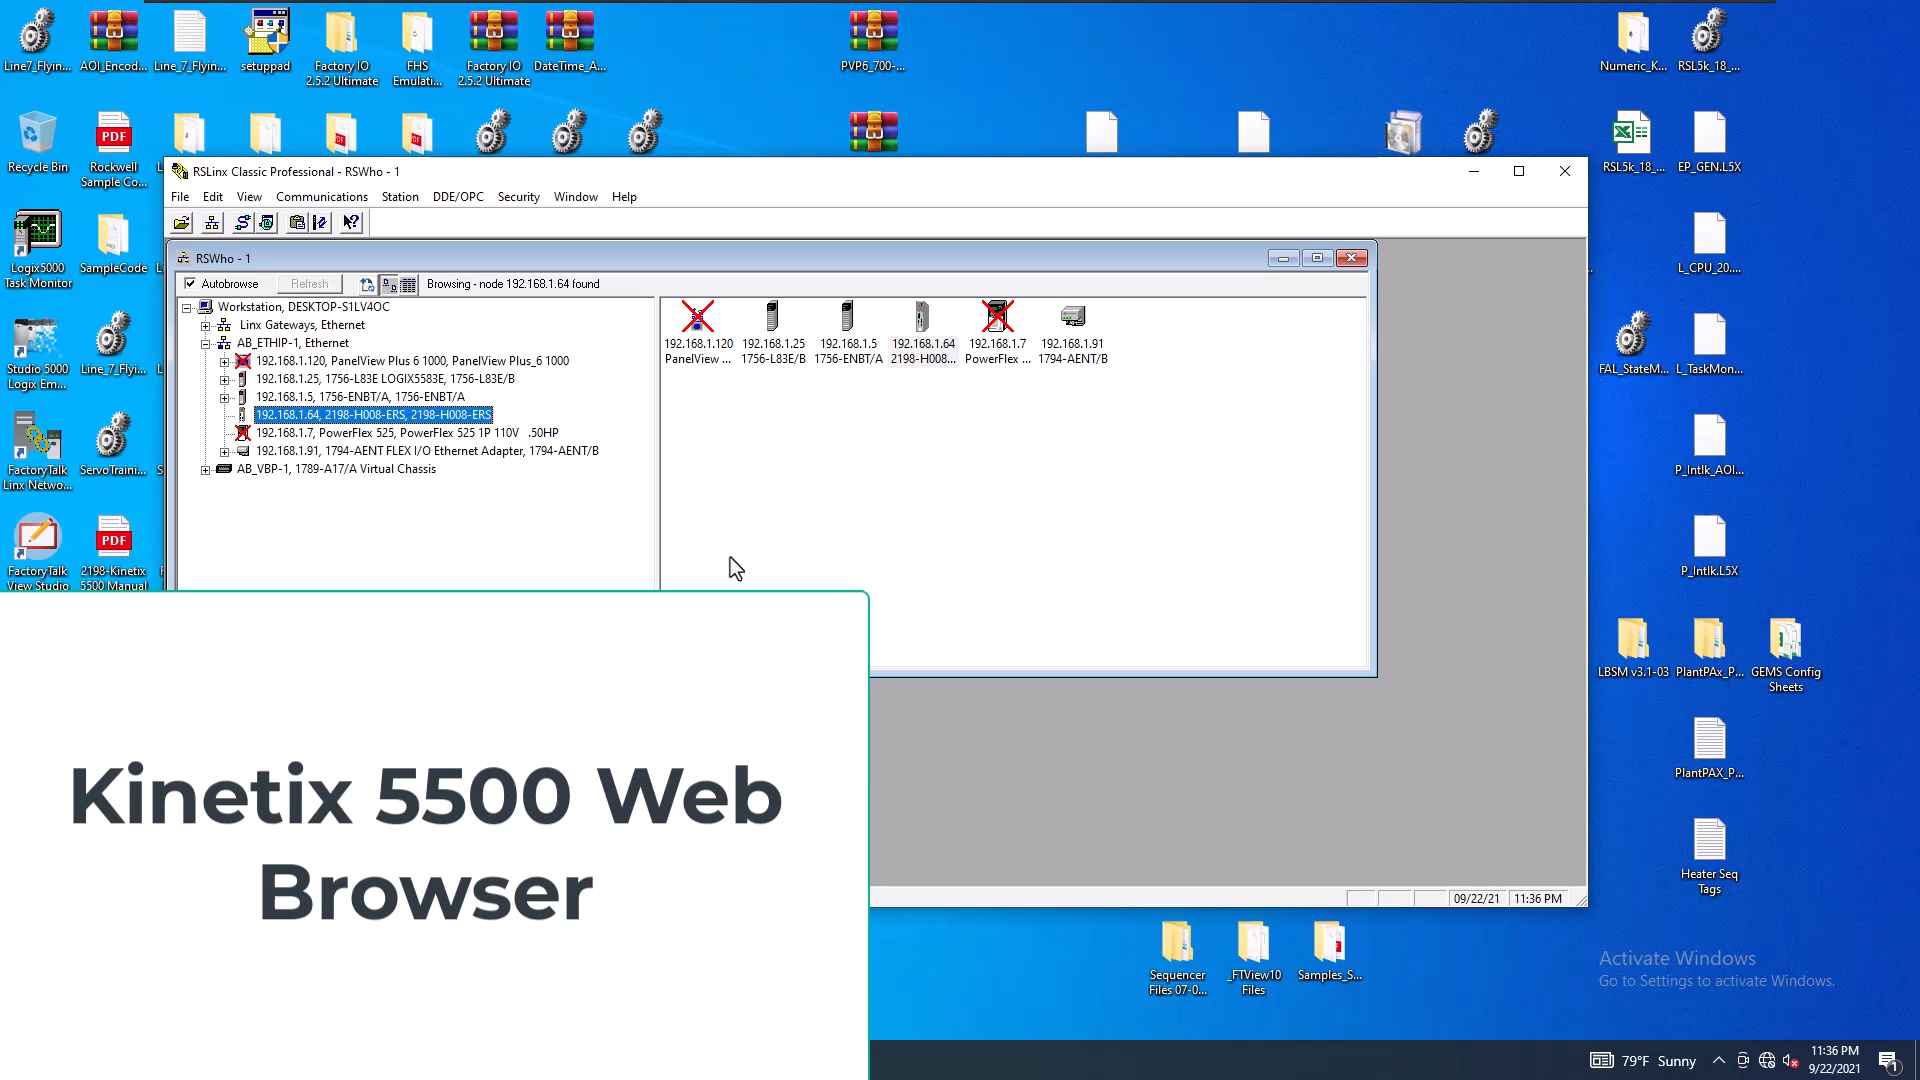 Line7_Flyin...
AOI_Encod...
Line_7_Flyin...
setuppad
Factory IO
2.5.2 Ultimate
FHS
Emulati...
Factory IO
2.5.2 Ultimate
DateTime_A...
PVP6_700-...
Numeric_K...
RSL5k_18_...
Recycle Bin
Rockwell
Sample Co...
RSL5k_18_...
EP_GEN.L5X
RSLinx Classic Professional - RSWho - 1
File Edit View Communications Station DDE/OPC Security Window Help
RSWho - 1
Autobrowse
Refresh
Browsing - node 192.168.1.64 found
Workstation, DESKTOP-S1LV4OC
Linx Gateways, Ethernet
AB_ETHIP-1, Ethernet
192.168.1.120, PanelView Plus 6 1000, PanelView Plus_6 1000
192.168.1.25, 1756-L83E LOGIX5583E, 1756-L83E/B
192.168.1.5, 1756-ENBT/A, 1756-ENBT/A
192.168.1.64, 2198-H008-ERS, 2198-H008-ERS
192.168.1.7, PowerFlex 525, PowerFlex 525 1P 110V .50HP
192.168.1.91, 1794-AENT FLEX I/O Ethernet Adapter, 1794-AENT/B
AB_VBP-1, 1789-A17/A Virtual Chassis
192.168.1.120
PanelView ...
192.168.1.25
1756-L83E/B
192.168.1.5
1756-ENBT/A
192.168.1.64
2198-H008...
192.168.1.7
PowerFlex ...
192.168.1.91
1794-AENT/B
Logix5000
Task Monitor
SampleCode
L_CPU_20....
Studio 5000
Logix Em...
Line_7_Flyi...
FAL_StateM...
L_TaskMon...
FactoryTalk
Linx Netwo...
ServoTraini...
P_Intlk_AOI...
FactoryTalk
View Studio
PDF
2198-Kinetix
5500 Manual
P_Intlk.L5X
LBSM v3.1-03
PlantPAx_P...
GEMS Config
Sheets
PlantPAX_P...
Heater Seq
Tags
Kinetix 5500 Web
Browser
09/22/21
11:36 PM
Sequencer
Files 07-0...
_FTView10
Files
Samples_S...
Activate Windows
Go to Settings to activate Windows.
79°F Sunny
11:36 PM
9/22/2021
1